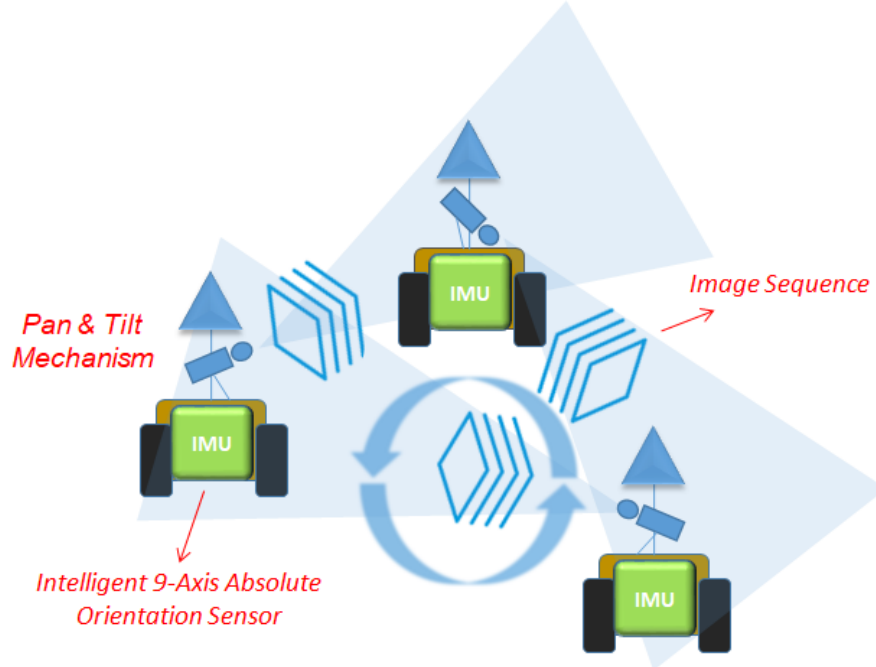 IMU
Image Sequence
Pan & Tilt
Mechanism
IMU
IMU
Intelligent 9-Axis Absolute
Orientation Sensor